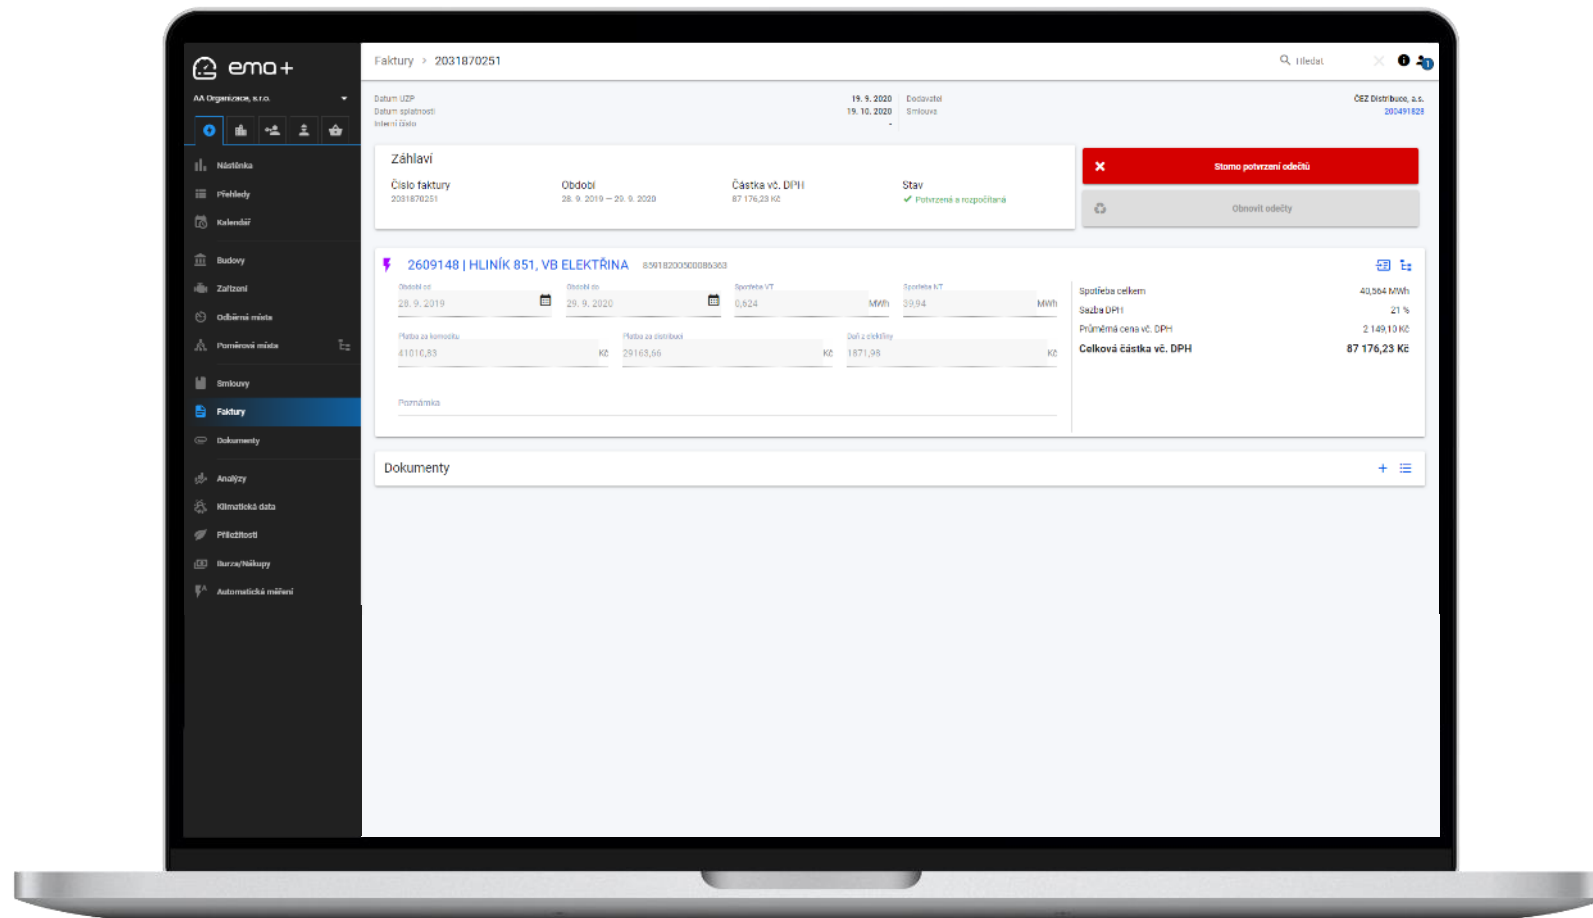 ema+
Faktury > 2031870251
Hledat
1
AA Organizace, s.r.o.
Datum UZP 19. 9. 2020
Datum splatnosti 19. 10. 2020
Interní číslo -
Dodavatel ČEZ Distribuce, a.s.
Smlouva 200491828
Nástěnka
Přehledy
Kalendář
Budovy
Zařízení
Odběrná místa
Poměrová místa
Smlouvy
Faktury
Dokumenty
Analýzy
Klimatická data
Příležitosti
Burza/Nákupy
Automatická měření
Záhlaví
Číslo faktury Období Částka vč. DPH Stav
2031870251 28. 9. 2019 — 29. 9. 2020 87 176,23 Kč Potvrzená a rozpočítaná
Storno potvrzení odečtů
Obnovit odečty
2609148 | HLINÍK 851, VB ELEKTŘINA 85918200500086363
Období od Období do Spotřeba VT Spotřeba NT
28. 9. 2019 29. 9. 2020 0,624 MWh 39,94 MWh
Platba za komoditu Platba za distribuci Daň z elektřiny
41010,83 Kč 29163,66 Kč 1871,98 Kč
Poznámka
Spotřeba celkem 40,564 MWh
Sazba DPH 21 %
Průměrná cena vč. DPH 2 149,10 Kč
Celková částka vč. DPH 87 176,23 Kč
Dokumenty